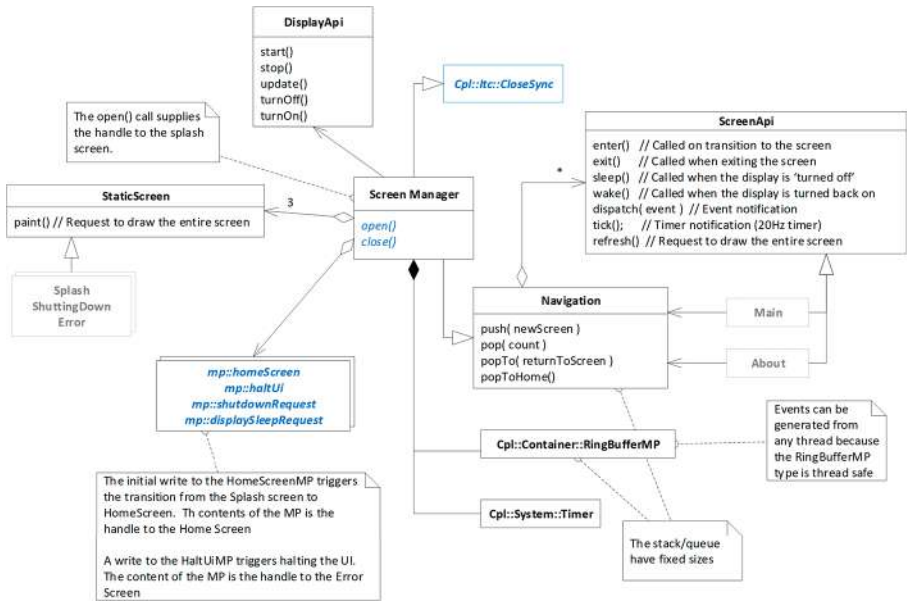 DisplayApi
start()
stop()
update()
turnOff()
turnOn()
Cpl::Itc::CloseSync
The open() call supplies
the handle to the splash
screen.
ScreenApi
enter() // Called on transition to the screen
exit() // Called when exiting the screen
sleep() // Called when the display is 'turned off'
wake() // Called when the display is turned back on
dispatch( event ) // Event notification
tick(); // Timer notification (20Hz timer)
refresh() // Request to draw the entire screen
*
StaticScreen
paint() // Request to draw the entire screen
3
Screen Manager
open()
close()
Splash
ShuttingDown
Error
Navigation
push( newScreen )
pop( count )
popTo( returnToScreen )
popToHome()
Main
About
mp::homeScreen
mp::haltUi
mp::shutdownRequest
mp::displaySleepRequest
Cpl::Container::RingBufferMP
Events can be
generated from
any thread because
the RingBufferMP
type is thread safe
The initial write to the HomeScreenMP triggers
the transition from the Splash screen to
HomeScreen. Th contents of the MP is the
handle to the Home Screen
A write to the HaltUiMP triggers halting the UI.
The content of the MP is the handle to the Error
Screen
Cpl::System::Timer
The stack/queue
have fixed sizes